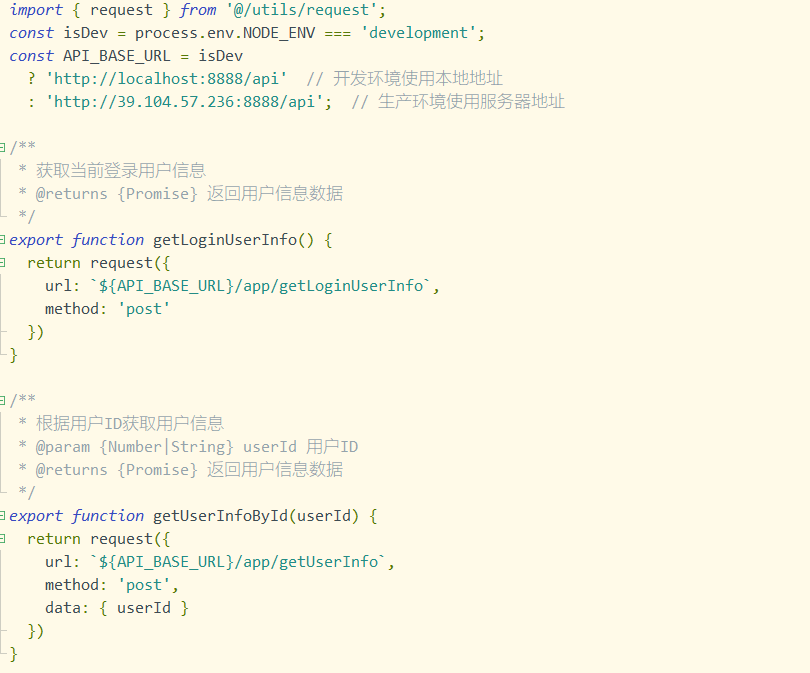 import { request } from '@/utils/request';
const isDev = process.env.NODE_ENV === 'development';
const API_BASE_URL = isDev
  ? 'http://localhost:8888/api'  // 开发环境使用本地地址
  : 'http://39.104.57.236:8888/api';  // 生产环境使用服务器地址

/**
 * 获取当前登录用户信息
 * @returns {Promise} 返回用户信息数据
 */
export function getLoginUserInfo() {
  return request({
    url: `${API_BASE_URL}/app/getLoginUserInfo`,
    method: 'post'
  })
}

/**
 * 根据用户ID获取用户信息
 * @param {Number|String} userId 用户ID
 * @returns {Promise} 返回用户信息数据
 */
export function getUserInfoById(userId) {
  return request({
    url: `${API_BASE_URL}/app/getUserInfo`,
    method: 'post',
    data: { userId }
  })
}